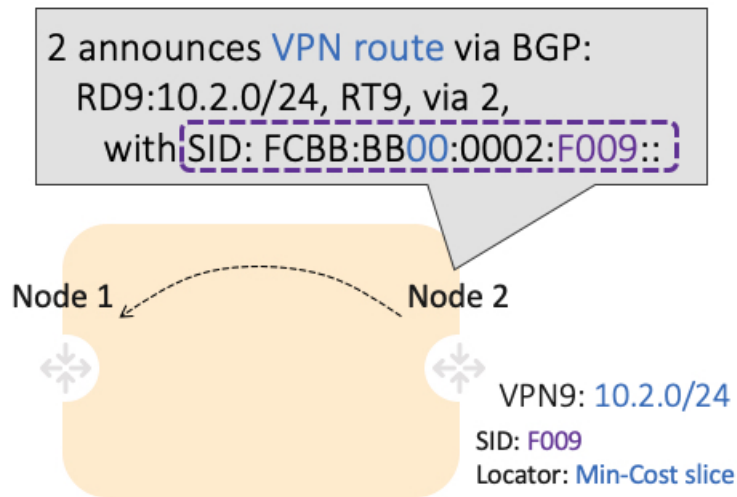 2 announces VPN route via BGP:
RD9:10.2.0/24, RT9, via 2,
with SID: FCBB:BB00:0002:F009::
Node 1
Node 2
VPN9: 10.2.0/24
SID: F009
Locator: Min-Cost slice